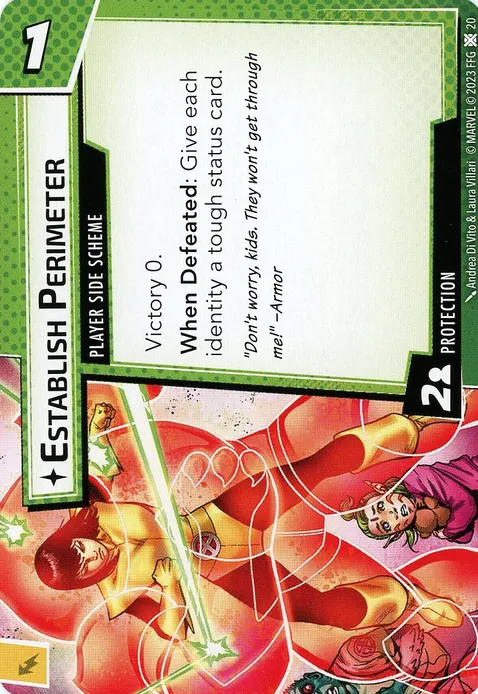 1
ESTABLISH PERIMETER
PLAYER SIDE SCHEME
Victory 0.
When Defeated: Give each
identity a tough status card.
"Don't worry, kids. They won't get through
me!" –Armor
2
PROTECTION
Andrea Di Vito & Laura Villari © MARVEL © 2023 FFG 20